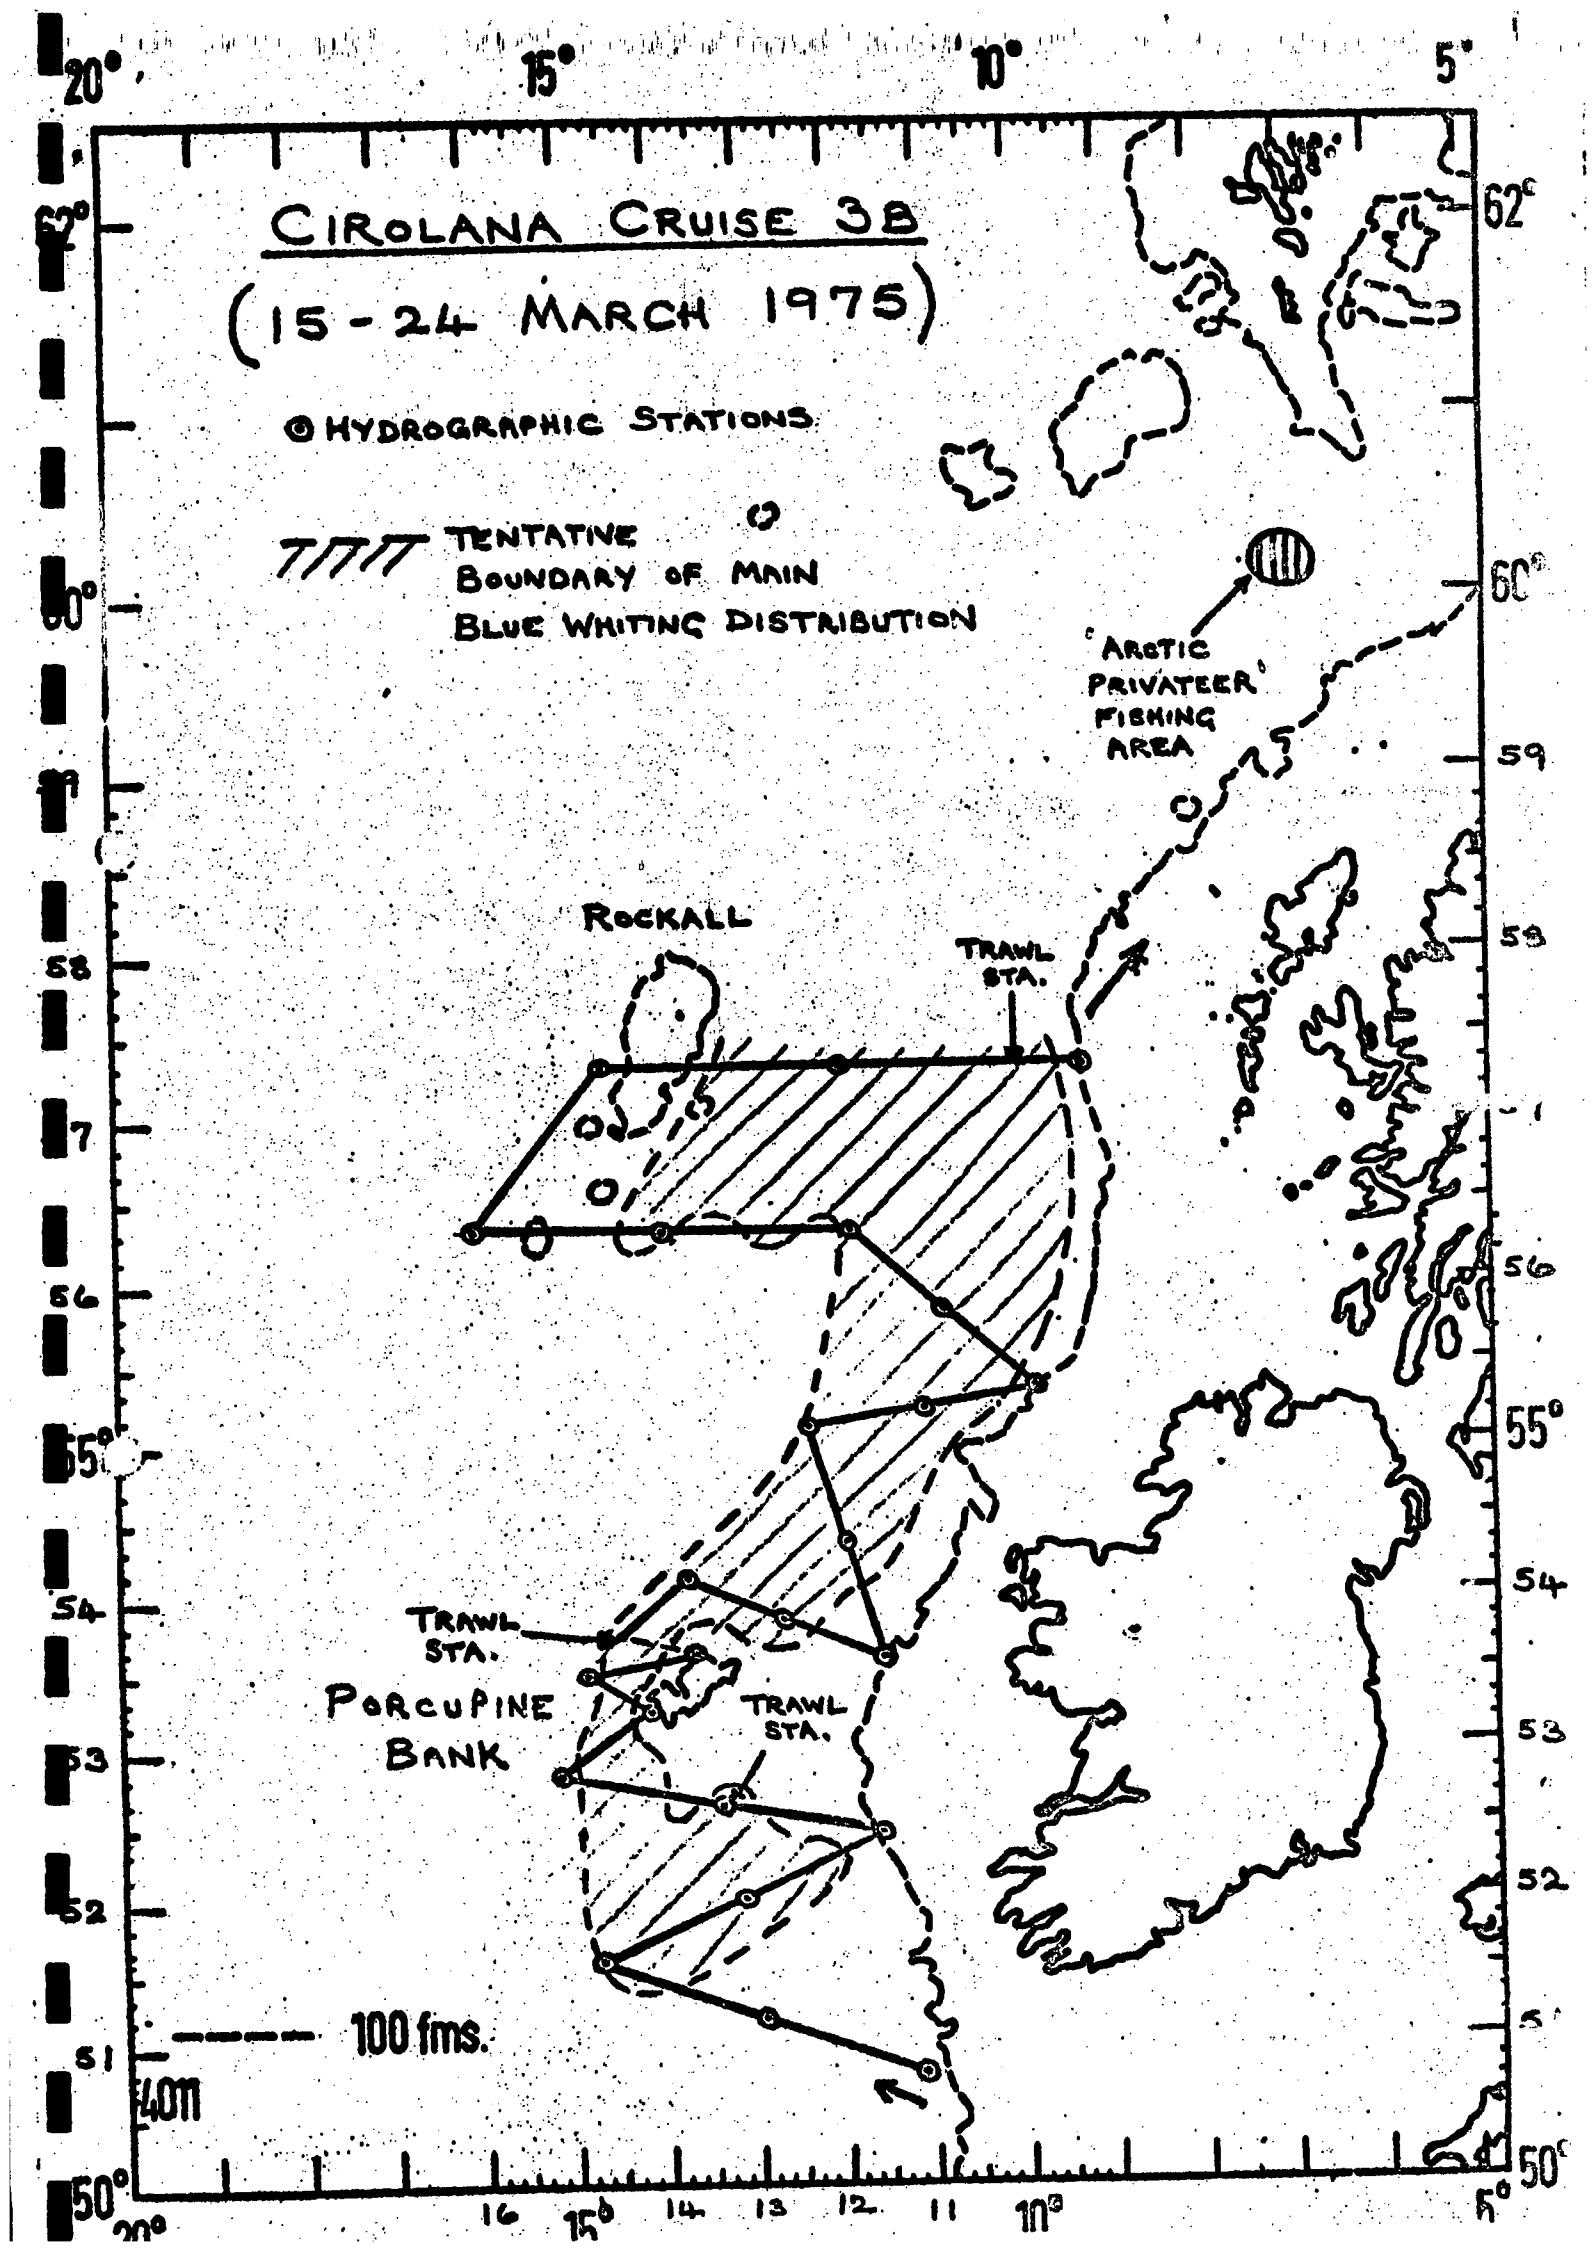 20° 15° 10° 5°
62° 62°
CIROLANA CRUISE 3B
(15 - 24 MARCH 1975)
HYDROGRAPHIC STATIONS
TENTATIVE
BOUNDARY OF MAIN
BLUE WHITING DISTRIBUTION
60°
'ARCTIC
PRIVATEER'
FISHING
AREA
59
ROCKALL
TRAWL
STA.
58 58
7
56 56
55° 55°
54 54
TRAWL
STA.
PORCUPINE
BANK
TRAWL
STA.
53 53
52 52
100 fms.
51
4011
50° 50°
20° 16 15° 14 13 12 11 10° 5°